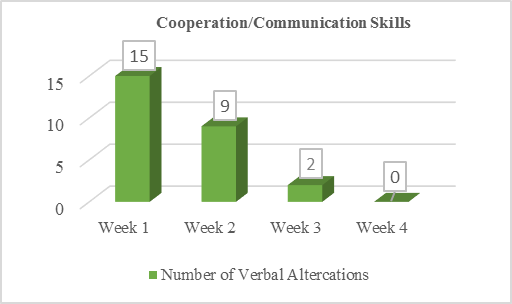 Cooperation/Communication Skills
15
9
2
0
15
10
5
0
Week 1 Week 2 Week 3 Week 4
Number of Verbal Altercations